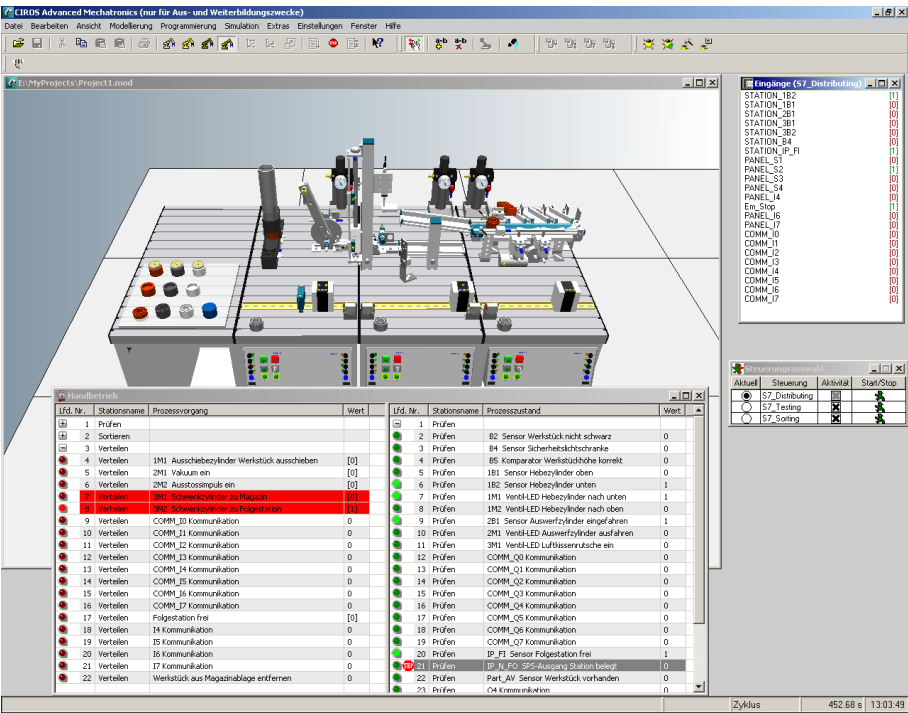 CIROS Advanced Mechatronics (nur für Aus- und Weiterbildungszwecke)
Datei Bearbeiten Ansicht Modellierung Programmierung Simulation Extras Einstellungen Fenster Hilfe
E:\MyProjects\Project1.mod
Eingänge (S7_Distributing)
STATION_1B2 [1]
STATION_1B1 [0]
STATION_2B1 [0]
STATION_3B1 [0]
STATION_3B2 [0]
STATION_B4 [0]
STATION_IP_FI [1]
PANEL_S1 [0]
PANEL_S2 [1]
PANEL_S3 [0]
PANEL_S4 [0]
PANEL_I4 [0]
Em_Stop [1]
PANEL_I6 [0]
PANEL_I7 [0]
COMM_I0 [0]
COMM_I1 [0]
COMM_I2 [0]
COMM_I3 [0]
COMM_I4 [0]
COMM_I5 [0]
COMM_I6 [0]
COMM_I7 [0]
Steuerungsauswahl
Aktuell Steuerung Aktivität Start/Stop
S7_Distributing
S7_Testing
S7_Sorting
Handbetrieb
Lfd. Nr. Stationsname Prozessvorgang Wert
1 Prüfen
2 Sortieren
3 Verteilen
4 Verteilen 1M1 Ausschiebezylinder Werkstück ausschieben [0]
5 Verteilen 2M1 Vakuum ein [0]
6 Verteilen 2M2 Ausstossimpuls ein [0]
7 Verteilen 3M1 Schwenkzylinder zu Magazin [0]
8 Verteilen 3M2 Schwenkzylinder zu Folgestation [1]
9 Verteilen COMM_I0 Kommunikation 0
10 Verteilen COMM_I1 Kommunikation 0
11 Verteilen COMM_I2 Kommunikation 0
12 Verteilen COMM_I3 Kommunikation 0
13 Verteilen COMM_I4 Kommunikation 0
14 Verteilen COMM_I5 Kommunikation 0
15 Verteilen COMM_I6 Kommunikation 0
16 Verteilen COMM_I7 Kommunikation 0
17 Verteilen Folgestation frei [0]
18 Verteilen I4 Kommunikation 0
19 Verteilen I5 Kommunikation 0
20 Verteilen I6 Kommunikation 0
21 Verteilen I7 Kommunikation 0
22 Verteilen Werkstück aus Magazinablage entfernen 0
Lfd. Nr. Stationsname Prozesszustand Wert
1 Prüfen
2 Prüfen B2 Sensor Werkstück nicht schwarz 0
3 Prüfen B4 Sensor Sicherheitslichtschranke 0
4 Prüfen B5 Komparator Werkstückhöhe korrekt 0
5 Prüfen 1B1 Sensor Hebezylinder oben 0
6 Prüfen 1B2 Sensor Hebezylinder unten 1
7 Prüfen 1M1 Ventil-LED Hebezylinder nach unten 1
8 Prüfen 1M2 Ventil-LED Hebezylinder nach oben 0
9 Prüfen 2B1 Sensor Auswerfzylinder eingefahren 1
10 Prüfen 2M1 Ventil-LED Auswerfzylinder ausfahren 0
11 Prüfen 3M1 Ventil-LED Luftkissenrutsche ein 0
12 Prüfen COMM_Q0 Kommunikation 0
13 Prüfen COMM_Q1 Kommunikation 0
14 Prüfen COMM_Q2 Kommunikation 0
15 Prüfen COMM_Q3 Kommunikation 0
16 Prüfen COMM_Q4 Kommunikation 0
17 Prüfen COMM_Q5 Kommunikation 0
18 Prüfen COMM_Q6 Kommunikation 0
19 Prüfen COMM_Q7 Kommunikation 0
20 Prüfen IP_FI Sensor Folgestation frei 1
21 Prüfen IP_N_FO SPS-Ausgang Station belegt 0
22 Prüfen Part_AV Sensor Werkstück vorhanden 0
23 Prüfen Q4 Kommunikation 0
Zyklus 452.68 s 13:03:49